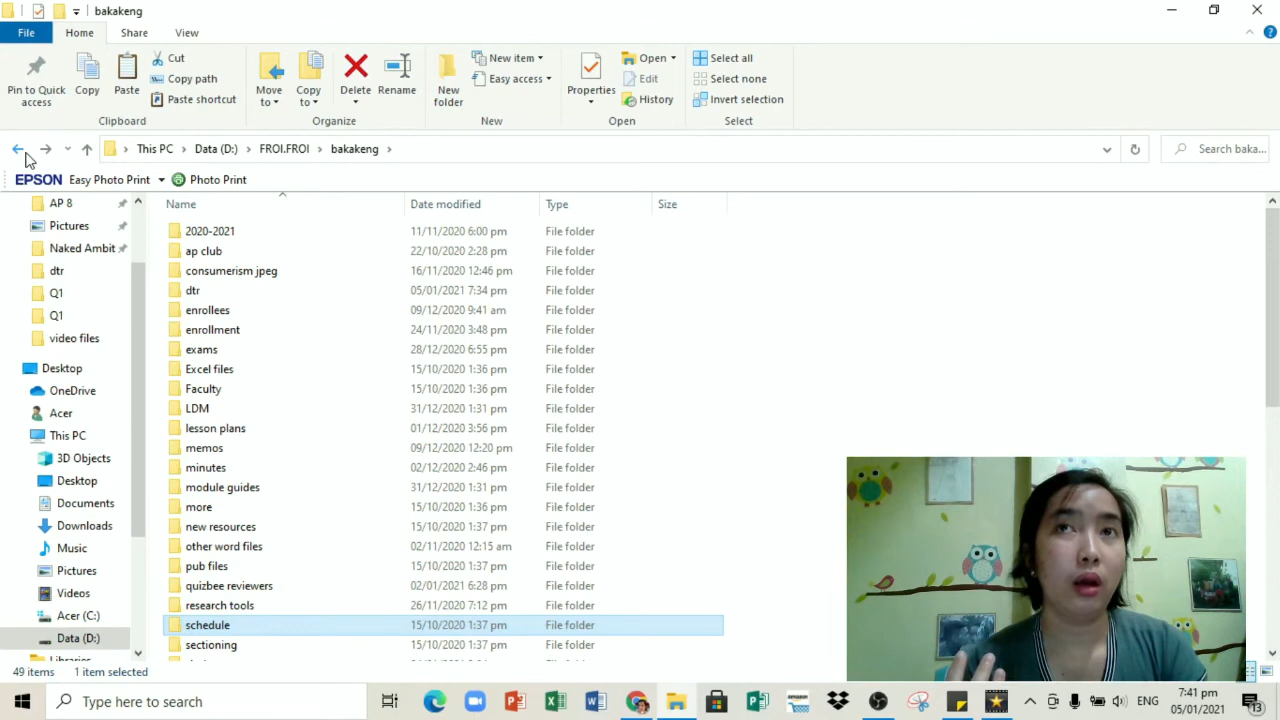 bakakeng
File Home Share View
Pin to Quick access
Copy
Paste
Cut
Copy path
Paste shortcut
Clipboard
Move to
Copy to
Delete
Rename
Organize
New folder
New item
Easy access
New
Properties
Open
Edit
History
Open
Select all
Select none
Invert selection
Select
This PC Data (D:) FROI.FROI bakakeng
Search baka...
EPSON Easy Photo Print Photo Print
AP 8
Pictures
Naked Ambit
dtr
Q1
Q1
video files
Desktop
OneDrive
Acer
This PC
3D Objects
Desktop
Documents
Downloads
Music
Pictures
Videos
Acer (C:)
Data (D:)
Libraries
Name Date modified Type Size
2020-2021 11/11/2020 6:00 pm File folder
ap club 22/10/2020 2:28 pm File folder
consumerism jpeg 16/11/2020 12:46 pm File folder
dtr 05/01/2021 7:34 pm File folder
enrollees 09/12/2020 9:41 am File folder
enrollment 24/11/2020 3:48 pm File folder
exams 28/12/2020 6:55 pm File folder
Excel files 15/10/2020 1:36 pm File folder
Faculty 15/10/2020 1:36 pm File folder
LDM 31/12/2020 1:31 pm File folder
lesson plans 01/12/2020 3:56 pm File folder
memos 09/12/2020 12:20 pm File folder
minutes 02/12/2020 2:46 pm File folder
module guides 31/12/2020 1:31 pm File folder
more 15/10/2020 1:36 pm File folder
new resources 15/10/2020 1:37 pm File folder
other word files 02/11/2020 12:15 am File folder
pub files 15/10/2020 1:37 pm File folder
quizbee reviewers 02/01/2021 6:28 pm File folder
research tools 26/11/2020 7:12 pm File folder
schedule 15/10/2020 1:37 pm File folder
sectioning 15/10/2020 1:37 pm File folder
49 items 1 item selected
Type here to search
ENG
7:41 pm
05/01/2021
13